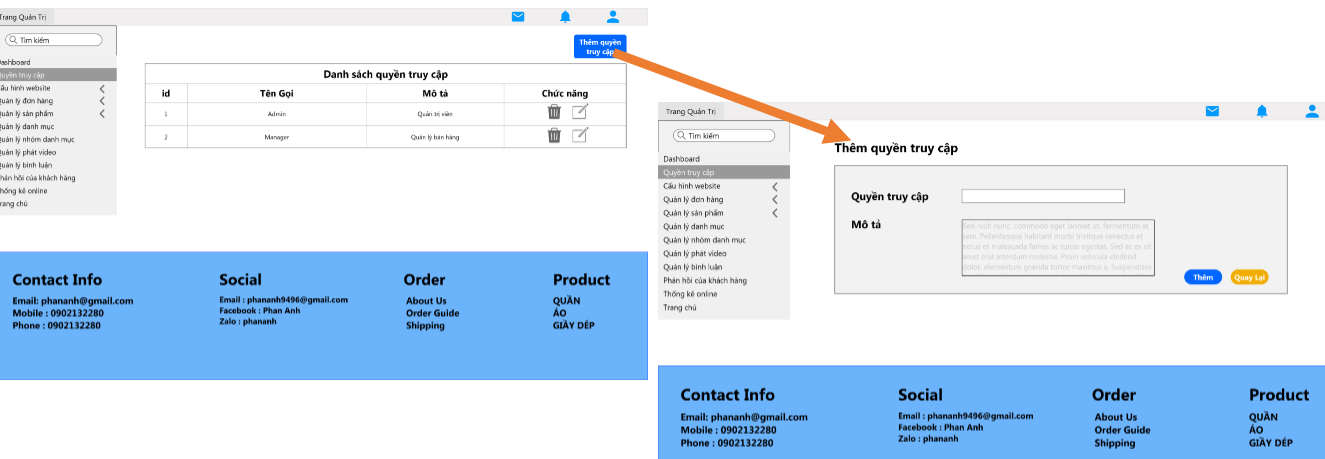 Trang Quản Trị
Tìm kiếm
Dashboard
Quyền truy cập
Cấu hình website
Quản lý đơn hàng
Quản lý sản phẩm
Quản lý danh mục
Quản lý nhóm danh mục
Quản lý phát video
Quản lý bình luận
Phản hồi của khách hàng
Thống kê online
Trang chủ
Thêm quyền
truy cập
Danh sách quyền truy cập
id Tên Gọi Mô tả Chức năng
1 Admin Quản trị viên
2 Manager Quản lý bán hàng
Contact Info
Email: phananh@gmail.com
Mobile : 0902132280
Phone : 0902132280
Social
Email : phananh9496@gmail.com
Facebook : Phan Anh
Zalo : phananh
Order
About Us
Order Guide
Shipping
Product
QUẦN
ÁO
GIÀY DÉP
Trang Quản Trị
Tìm kiếm
Dashboard
Quyền truy cập
Cấu hình website
Quản lý đơn hàng
Quản lý sản phẩm
Quản lý danh mục
Quản lý nhóm danh mục
Quản lý phát video
Quản lý bình luận
Phản hồi của khách hàng
Thống kê online
Trang chủ
Thêm quyền truy cập
Quyền truy cập
Mô tả
Sed nibh nunc, commodo eget laoreet ut, fermentum at
sem. Pellentesque habitant morbi tristique senectus et
netus et malesuada fames ac turpis egestas. Sed ac ex sit
amet erat interdum molestie. Proin vehicula eleifend
dolor, elementum gravida tortor maximus a. Suspendisse
Thêm
Quay Lại
Contact Info
Email: phananh@gmail.com
Mobile : 0902132280
Phone : 0902132280
Social
Email : phananh9496@gmail.com
Facebook : Phan Anh
Zalo : phananh
Order
About Us
Order Guide
Shipping
Product
QUẦN
ÁO
GIÀY DÉP